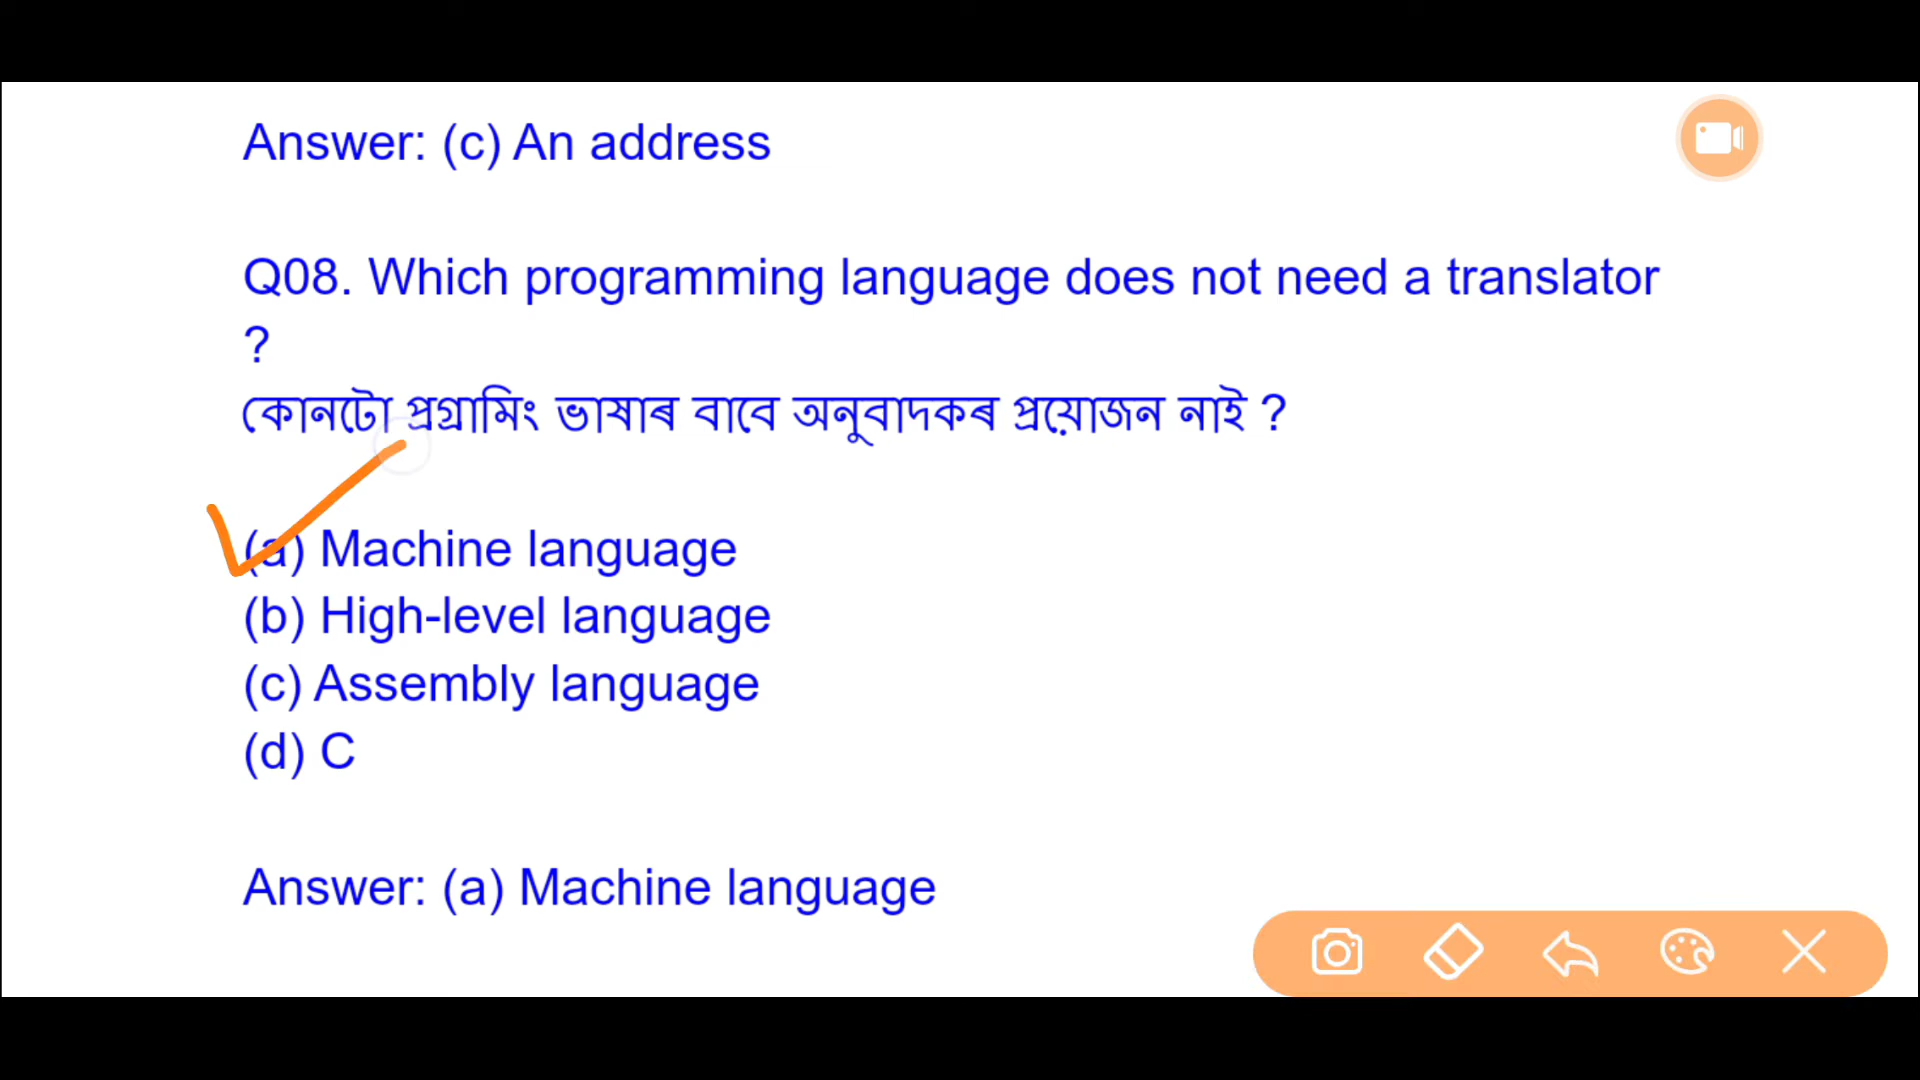 Answer: (c) An address
Q08. Which programming language does not need a translator
?
কোনটো প্ৰগ্ৰামিং ভাষাৰ বাবে অনুবাদকৰ প্ৰয়োজন নাই ?
(a) Machine language
(b) High-level language
(c) Assembly language
(d) C
Answer: (a) Machine language